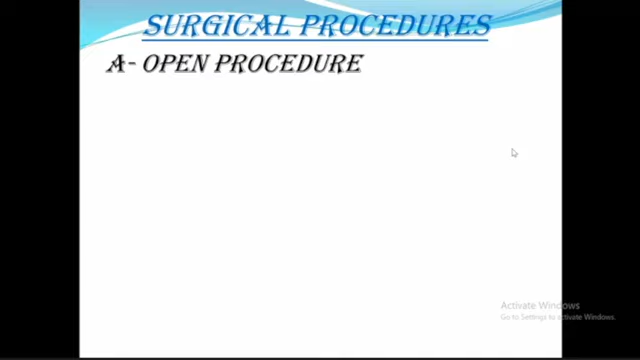 SURGICAL PROCEDURES
A- OPEN PROCEDURE
Activate Windows
Go to Settings to activate Windows.